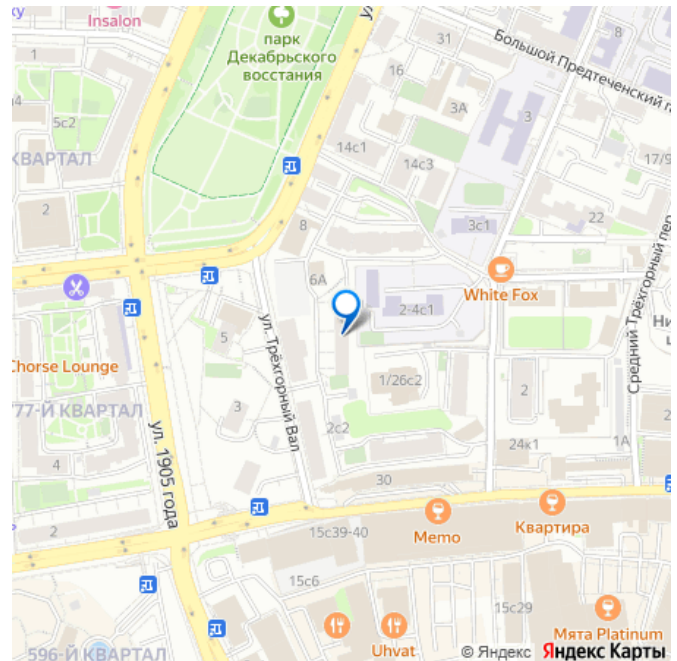 Insalon
1
5с2
КВАРТАЛ
2
парк
Декабрьского
восстания
31
8
Большой Предтеченский п
16
3А
3
14с1
14с3
17/9
22
3с1
8
6А
White Fox
2-4с1
Chorse Lounge
5
ул. Трёхгорный Вал
1/26с2
2
Средний Трёхгорный пер
77-Й КВАРТАЛ
3
ул. 1905 года
2с2
24к1
1А
4
30
2
15с39-40
Memo
Квартира
15с6
15с29
Uhvat
Мята Platinum
596-Й КВАРТАЛ
© Яндекс Яндекс Карты